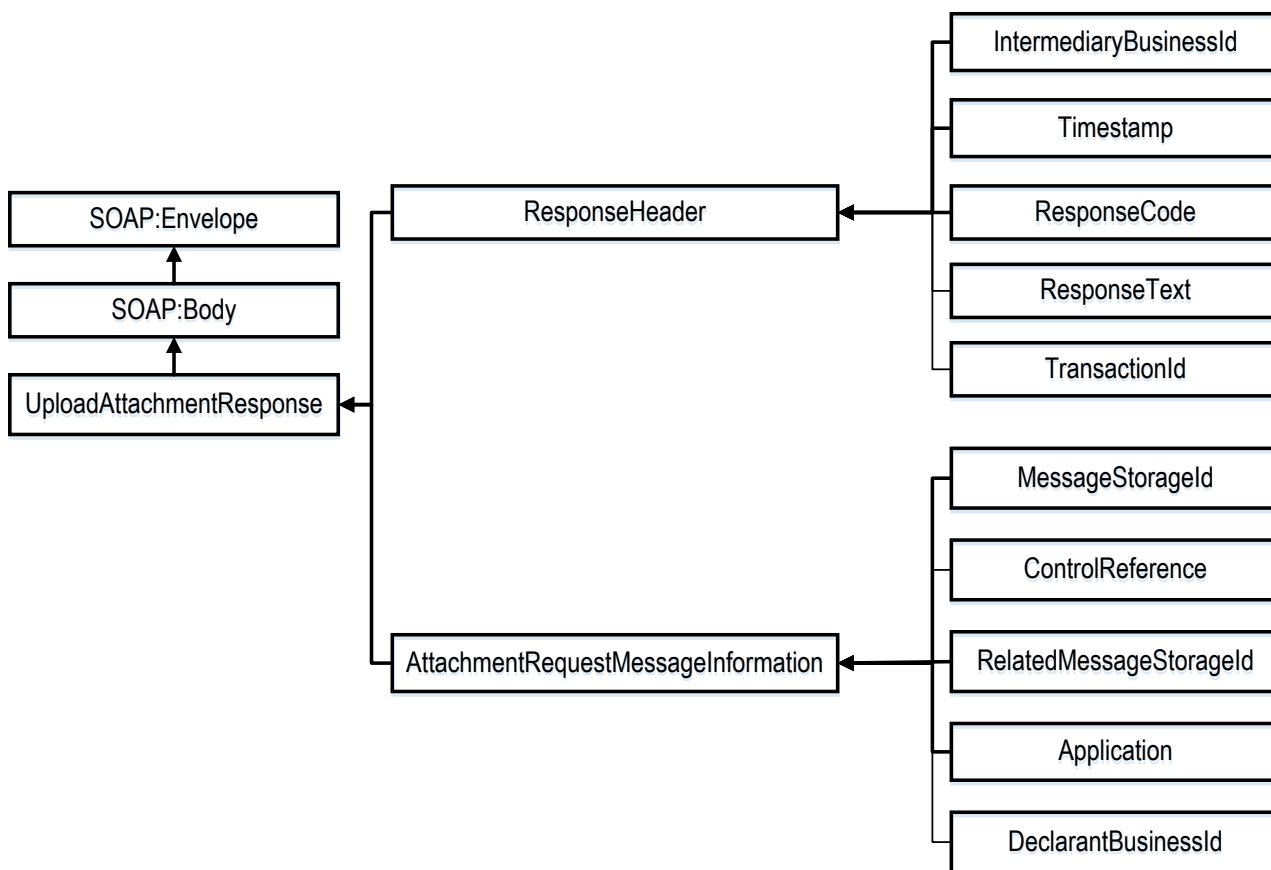 SOAP:Envelope
SOAP:Body
UploadAttachmentResponse
ResponseHeader
IntermediaryBusinessId
Timestamp
ResponseCode
ResponseText
TransactionId
AttachmentRequestMessageInformation
MessageStorageId
ControlReference
RelatedMessageStorageId
Application
DeclarantBusinessId